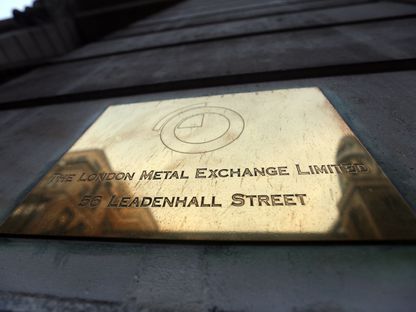 The London Metal Exchange Limited
56 Leadenhall Street